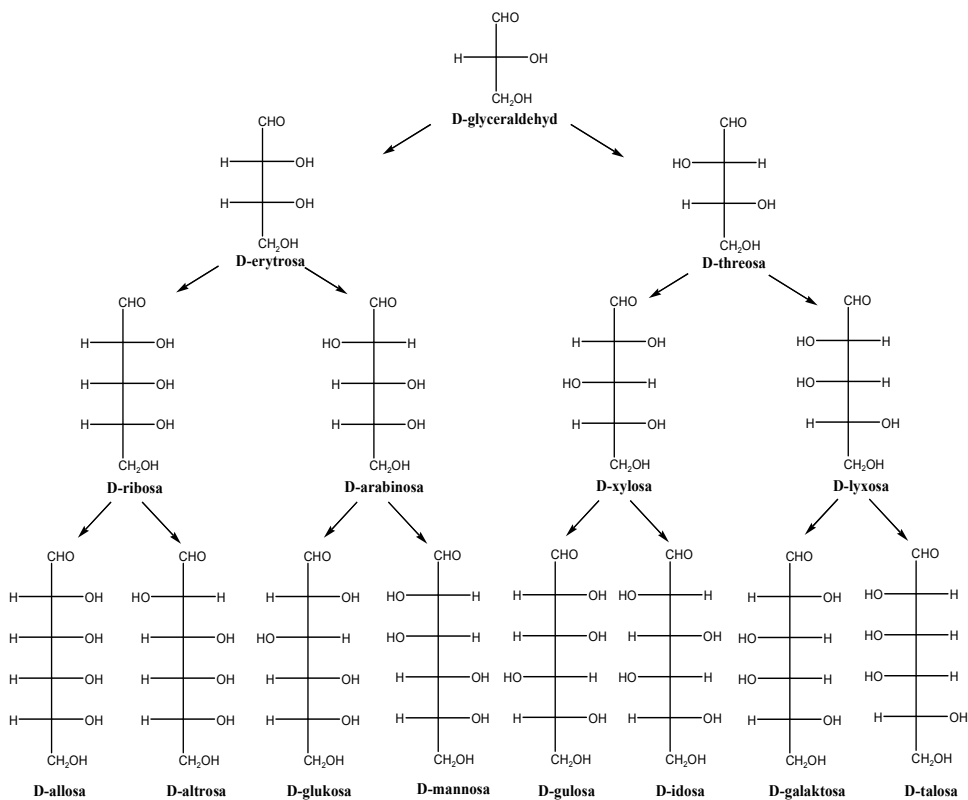 CHO
H OH
CH₂OH
D-glyceraldehyd
CHO
H OH
H OH
CH₂OH
D-erytrosa
CHO
HO H
H OH
CH₂OH
D-threosa
CHO
H OH
H OH
H OH
CH₂OH
D-ribosa
CHO
HO H
H OH
H OH
CH₂OH
D-arabinosa
CHO
H OH
HO H
H OH
CH₂OH
D-xylosa
CHO
HO H
HO H
H OH
CH₂OH
D-lyxosa
CHO
H OH
H OH
H OH
H OH
CH₂OH
D-allosa
CHO
HO H
H OH
H OH
H OH
CH₂OH
D-altrosa
CHO
H OH
HO H
H OH
H OH
CH₂OH
D-glukosa
CHO
HO H
HO H
H OH
H OH
CH₂OH
D-mannosa
CHO
H OH
H OH
HO H
H OH
CH₂OH
D-gulosa
CHO
HO H
H OH
HO H
H OH
CH₂OH
D-idosa
CHO
H OH
HO H
HO H
H OH
CH₂OH
D-galaktosa
CHO
HO H
HO H
HO H
H OH
CH₂OH
D-talosa